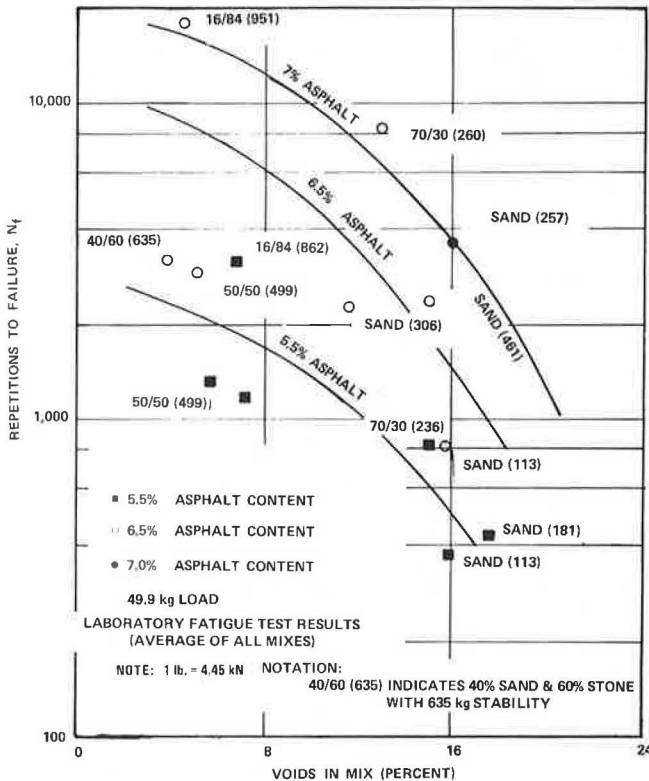 16/84 (951)
10,000
7% ASPHALT
70/30 (260)
6.5% ASPHALT
SAND (257)
40/60 (635)
16/84 (862)
50/50 (499)
SAND (306)
SAND (461)
REPETITIONS TO FAILURE, Nf
5.5% ASPHALT
50/50 (499))
1,000
70/30 (236)
SAND (113)
■ 5.5% ASPHALT CONTENT
○ 6.5% ASPHALT CONTENT
● 7.0% ASPHALT CONTENT
SAND (181)
SAND (113)
49.9 kg LOAD
LABORATORY FATIGUE TEST RESULTS
(AVERAGE OF ALL MIXES)
NOTE: 1 lb. = 4.45 kN NOTATION:
40/60 (635) INDICATES 40% SAND & 60% STONE
WITH 635 kg STABILITY
100
0 8 16 24
VOIDS IN MIX (PERCENT)